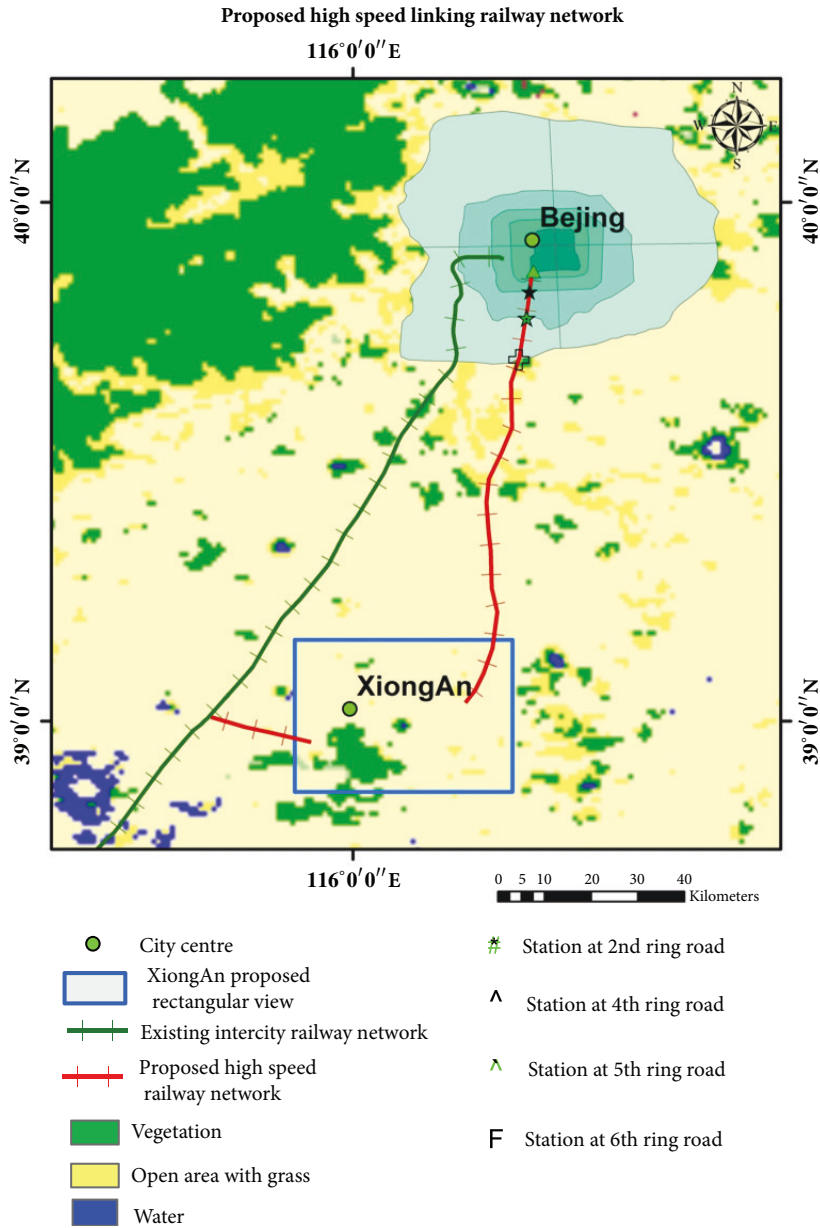 Proposed high speed linking railway network
116°0′0″E
N
W
E
S
40°0′0″N
40°0′0″N
Bejing
XiongAn
39°0′0″N
39°0′0″N
116°0′0″E
0 5 10 20 30 40
Kilometers
City centre
XiongAn proposed
rectangular view
Existing intercity railway network
Proposed high speed
railway network
Vegetation
Open area with grass
Water
# Station at 2nd ring road
^ Station at 4th ring road
^ Station at 5th ring road
F Station at 6th ring road